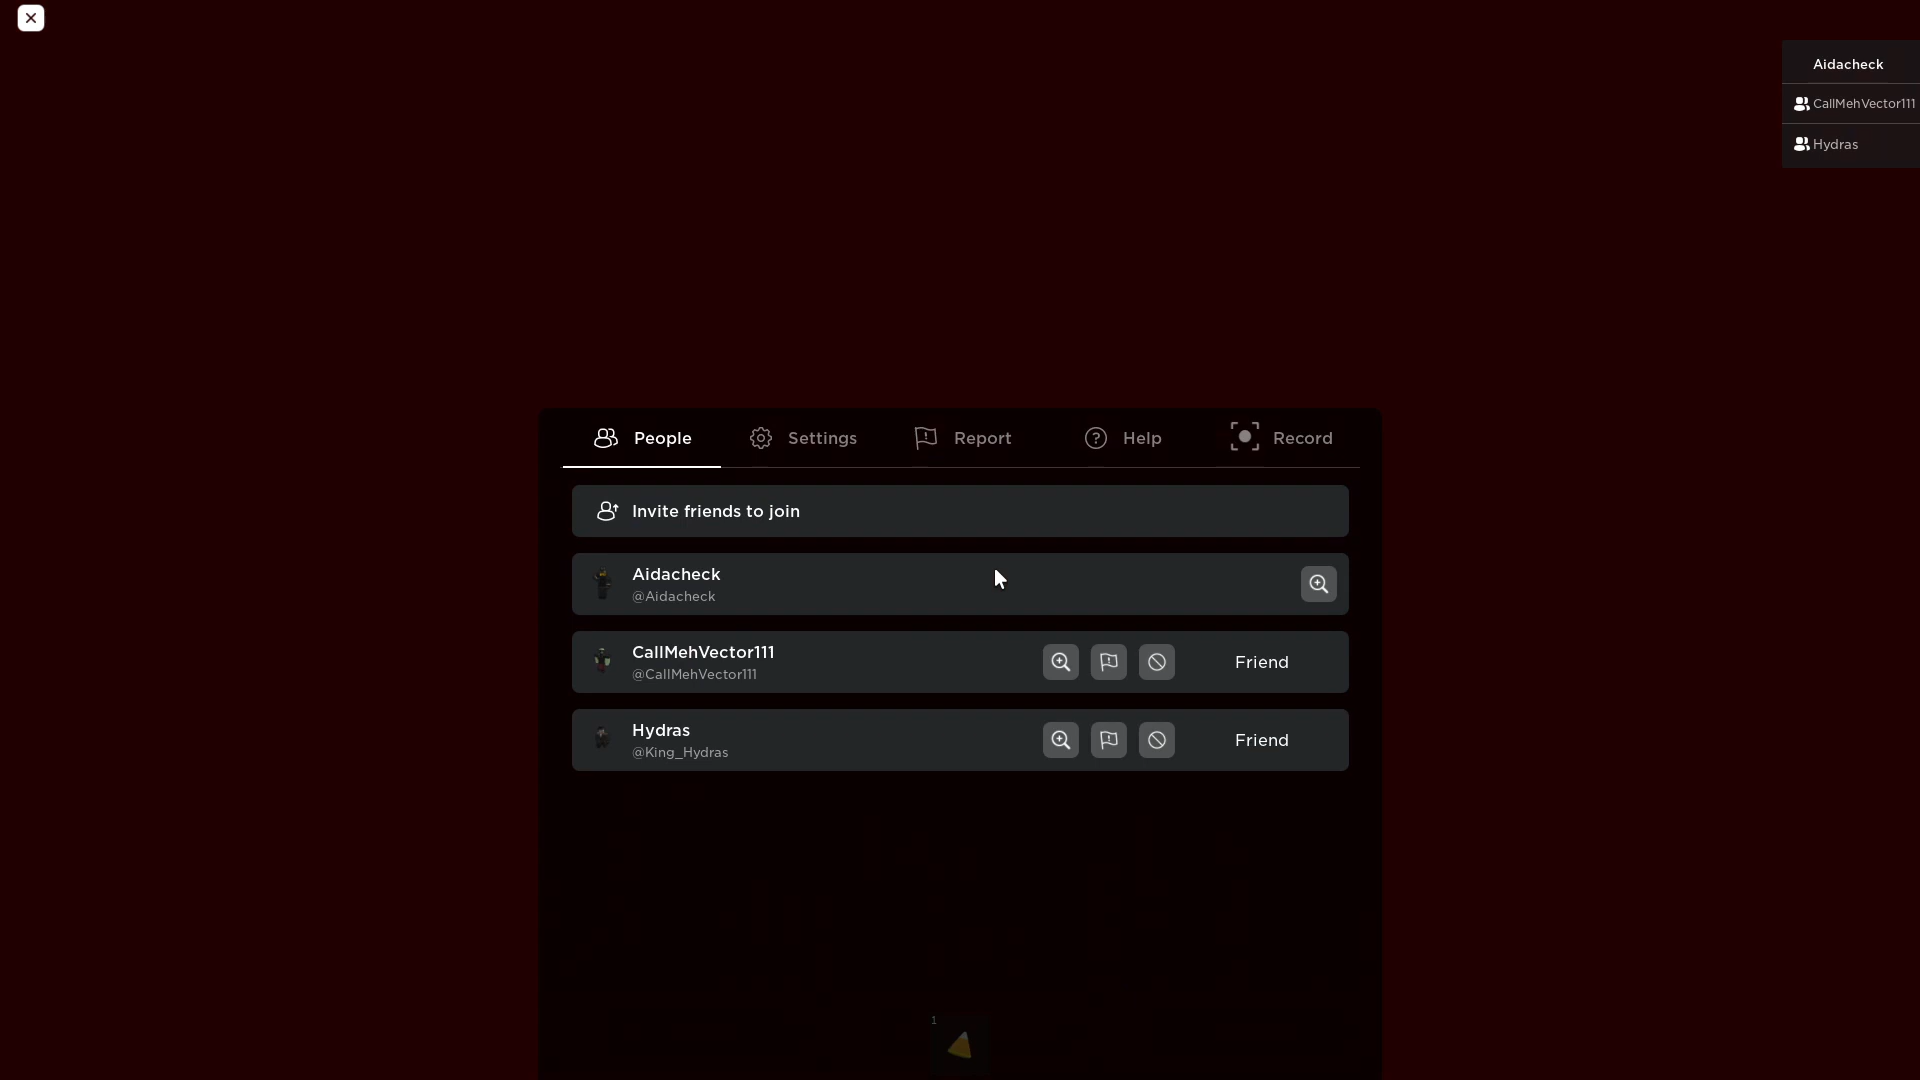 Aidacheck
CallMehVector111
Hydras
People
Settings
Report
Help
Record
Invite friends to join
Aidacheck
@Aidacheck
CallMehVector111
@CallMehVector111
Friend
Hydras
@King_Hydras
Friend
1